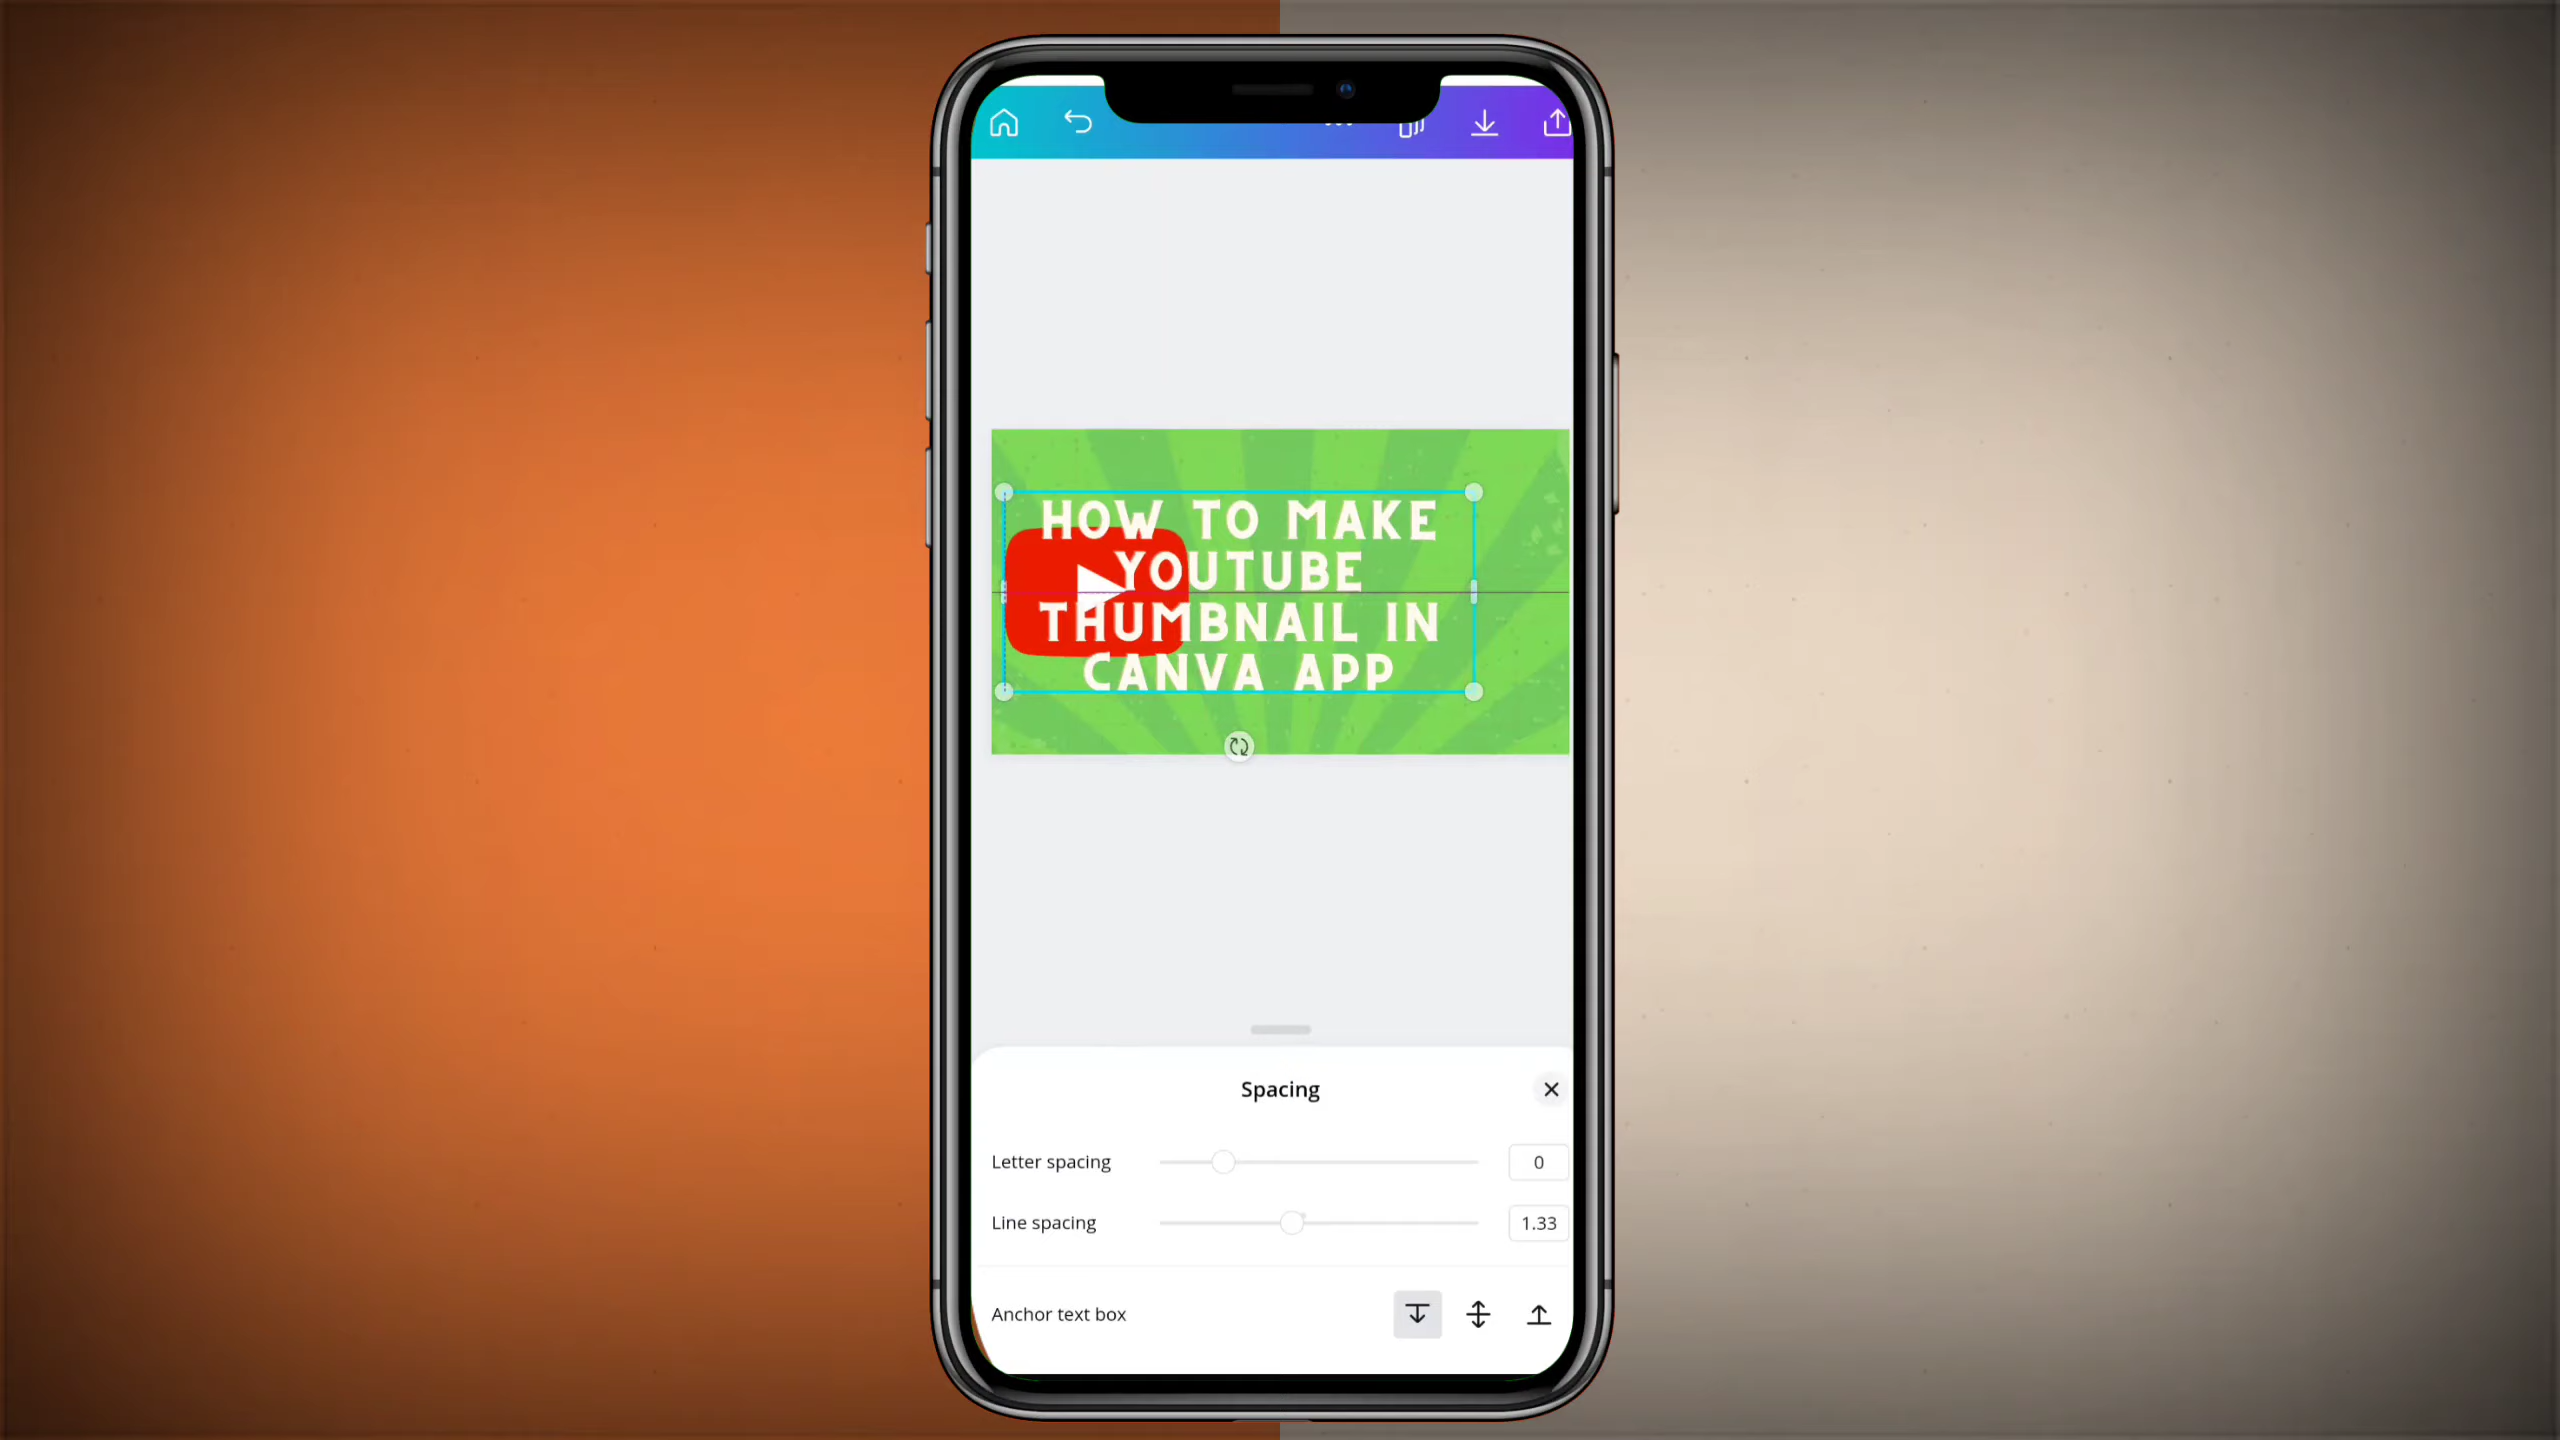 HOW TO MAKE
YOUTUBE
THUMBNAIL IN
CANVA APP
Spacing
Letter spacing 0
Line spacing 1.33
Anchor text box